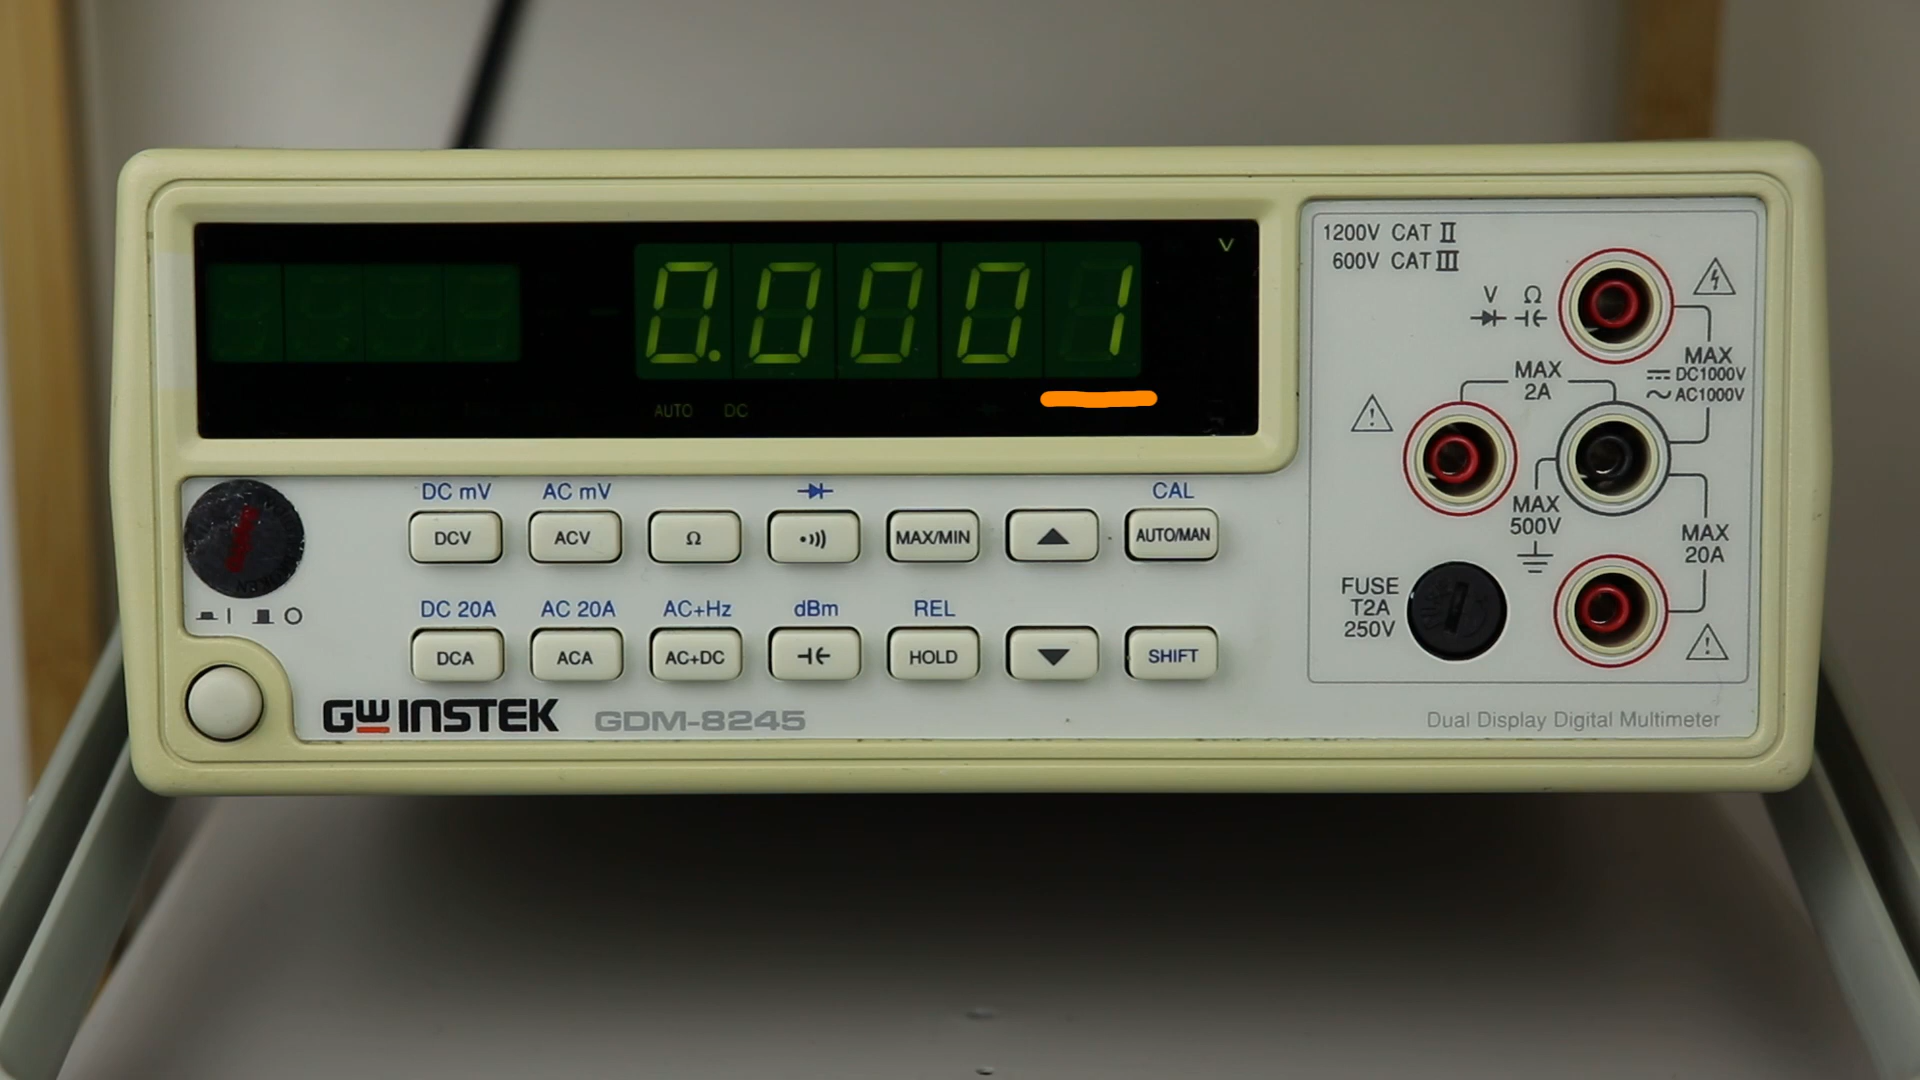 0.0001
V
AUTO DC
1200V CAT II
600V CAT III
V Ω
MAX
DC1000V
AC1000V
MAX
2A
MAX
500V
MAX
20A
FUSE
T2A
250V
DC mV AC mV CAL
DCV ACV Ω MAX/MIN AUTO/MAN
DC 20A AC 20A AC+Hz dBm REL
DCA ACA AC+DC HOLD SHIFT
GW INSTEK GDM-8245
Dual Display Digital Multimeter